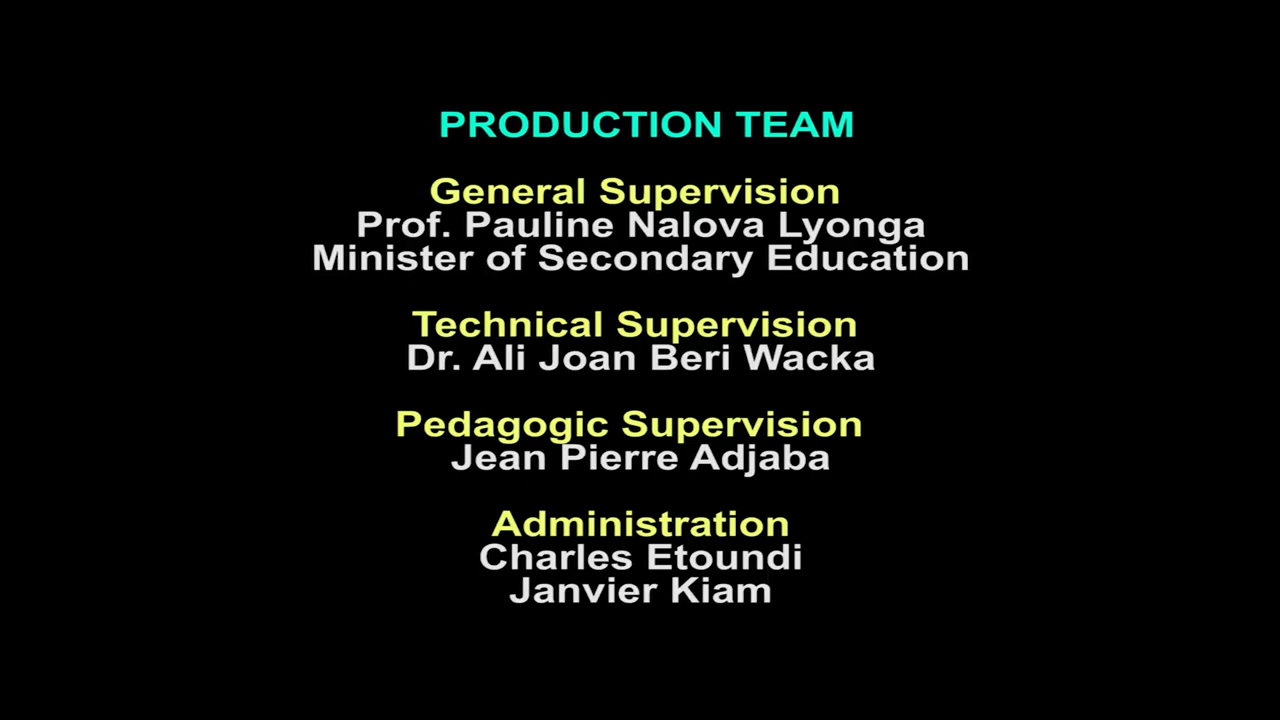 PRODUCTION TEAM
General Supervision
Prof. Pauline Nalova Lyonga
Minister of Secondary Education
Technical Supervision
Dr. Ali Joan Beri Wacka
Pedagogic Supervision
Jean Pierre Adjaba
Administration
Charles Etoundi
Janvier Kiam